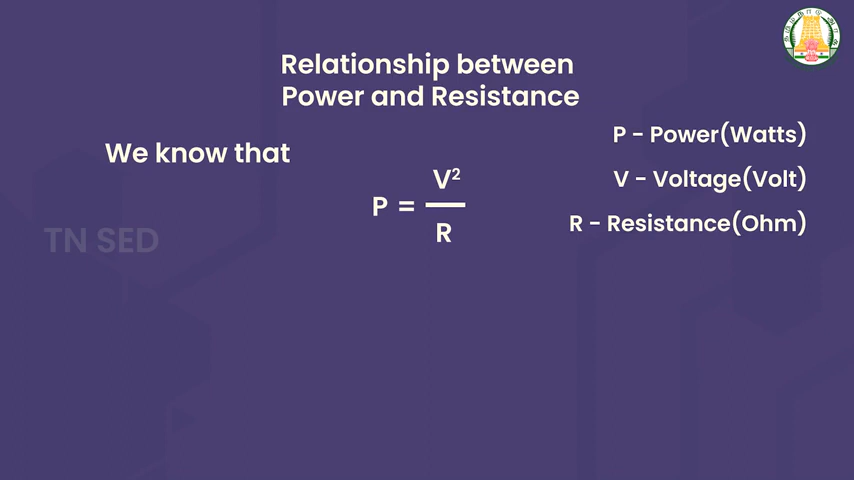 Relationship between
Power and Resistance
We know that
P = V²
R
P - Power(Watts)
V - Voltage(Volt)
R - Resistance(Ohm)
TN SED